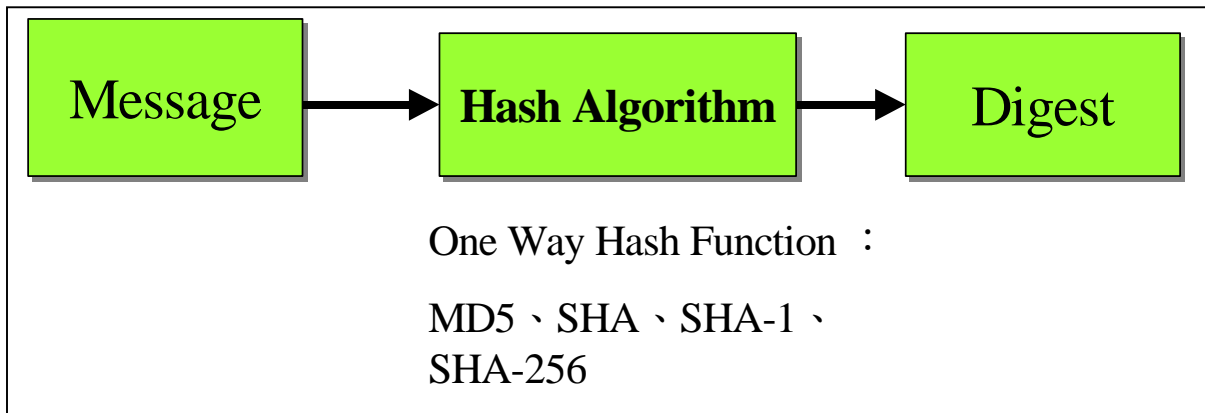 Message
Hash Algorithm
Digest
One Way Hash Function ：
MD5、SHA、SHA-1、
SHA-256